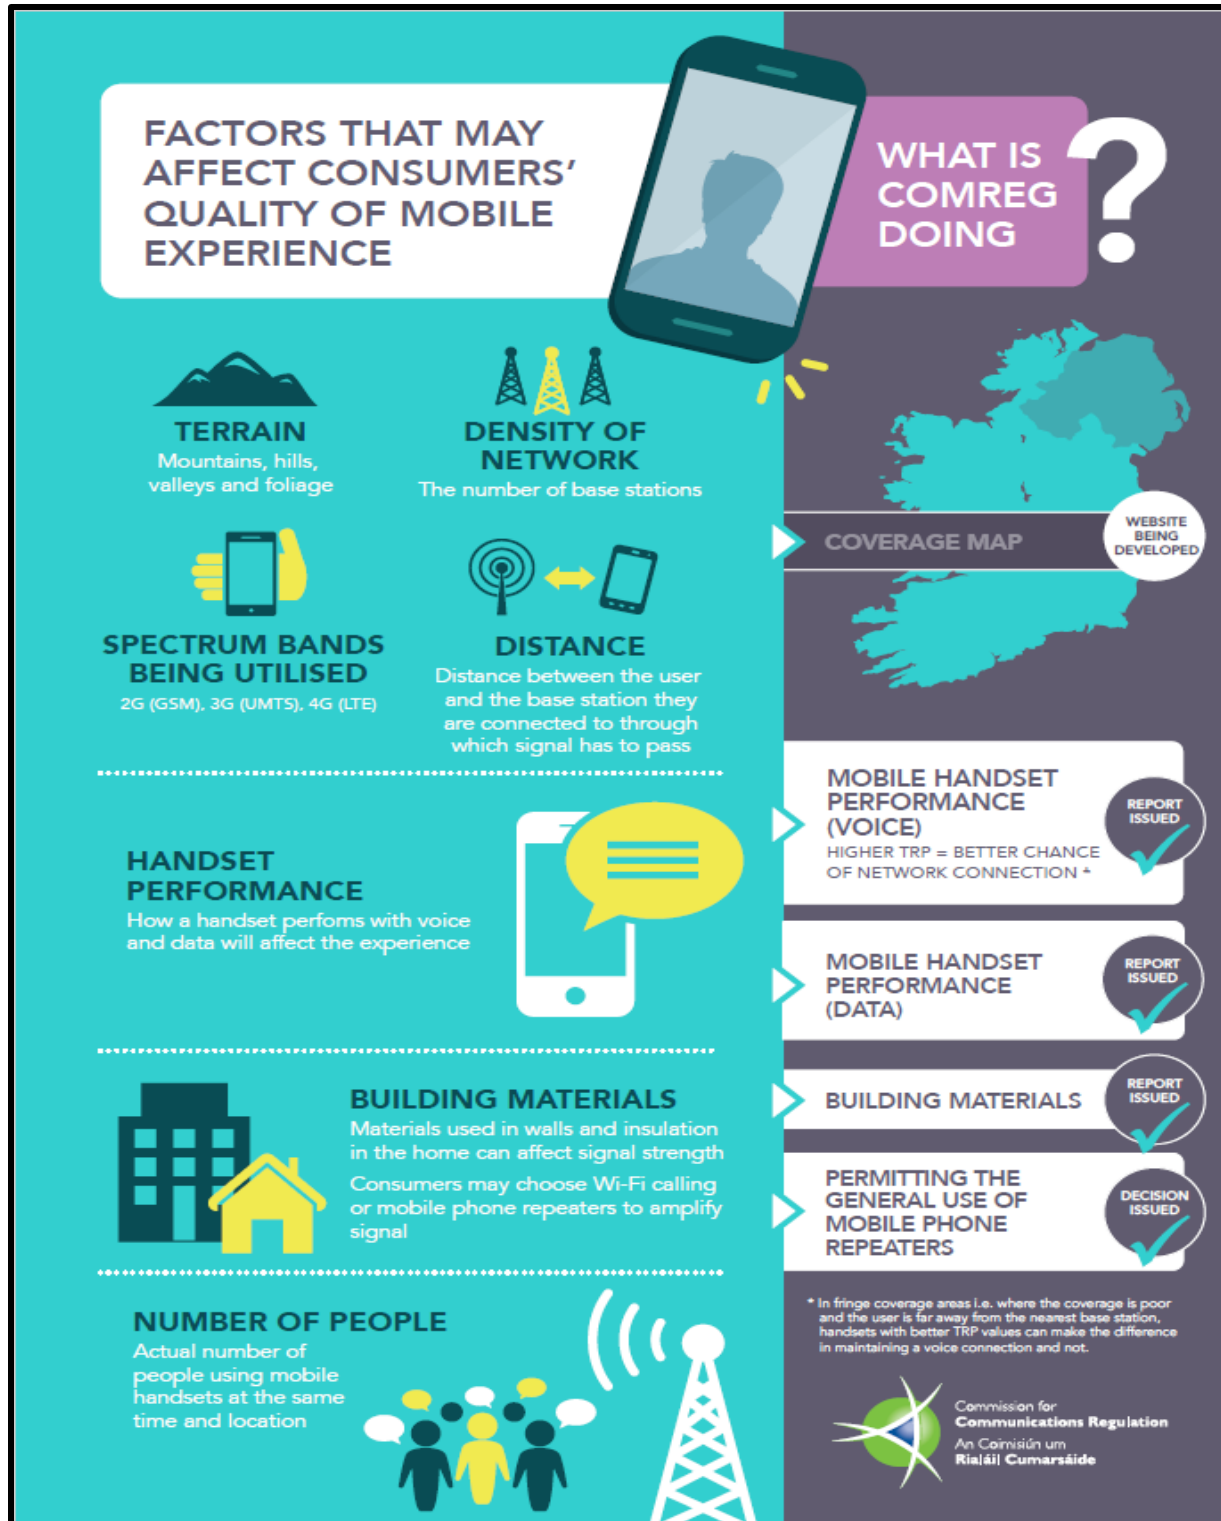 FACTORS THAT MAY
AFFECT CONSUMERS'
QUALITY OF MOBILE
EXPERIENCE
TERRAIN
Mountains, hills,
valleys and foliage
DENSITY OF
NETWORK
The number of base stations
SPECTRUM BANDS
BEING UTILISED
2G (GSM), 3G (UMTS), 4G (LTE)
DISTANCE
Distance between the user
and the base station they
are connected to through
which signal has to pass
HANDSET
PERFORMANCE
How a handset perfoms with voice
and data will affect the experience
BUILDING MATERIALS
Materials used in walls and insulation
in the home can affect signal strength
Consumers may choose Wi-Fi calling
or mobile phone repeaters to amplify
signal
NUMBER OF PEOPLE
Actual number of
people using mobile
handsets at the same
time and location
WHAT IS
COMREG
DOING
?
COVERAGE MAP
WEBSITE
BEING
DEVELOPED
MOBILE HANDSET
PERFORMANCE
(VOICE)
HIGHER TRP = BETTER CHANCE
OF NETWORK CONNECTION *
REPORT
ISSUED
MOBILE HANDSET
PERFORMANCE
(DATA)
REPORT
ISSUED
BUILDING MATERIALS
REPORT
ISSUED
PERMITTING THE
GENERAL USE OF
MOBILE PHONE
REPEATERS
DECISION
ISSUED
* In fringe coverage areas i.e. where the coverage is poor
and the user is far away from the nearest base station,
handsets with better TRP values can make the difference
in maintaining a voice connection and not.
Commission for
Communications Regulation
An Coimisiún um
Rialáil Cumarsáide